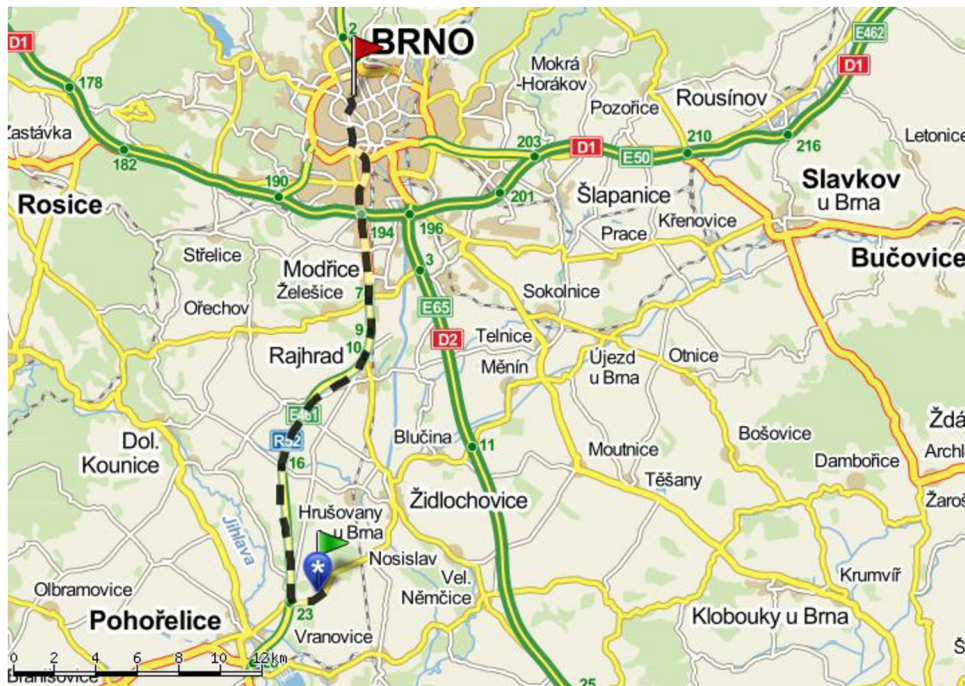 2
BRNO
D1
E462
178
Mokrá
-Horákov
D1
Rousínov
Pozořice
Zastávka
182
203
D1
E50
210
216
Letonice
190
201
Šlapanice
Slavkov
u Brna
Rosice
194
196
Křenovice
Prace
Střelice
Bučovice
Modřice
3
Želešice
7
Sokolnice
Ořechov
E65
9
D2
Telnice
10
Rajhrad
Měnín
Újezd
u Brna
Otnice
E461
R52
Dol.
Kounice
Blučina
11
Bošovice
16
Moutnice
Dambořice
Těšany
Židlochovice
Hrušovany
u Brna
Jihlava
Nosislav
Olbramovice
Vel.
Němčice
Krumvíř
23
Pohořelice
Klobouky u Brna
Vranovice
0 2 4 6 8 10 12km
25